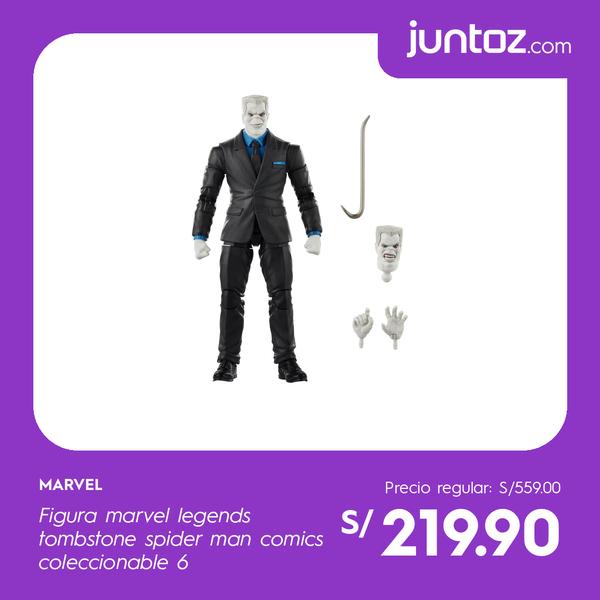 juntoz.com
MARVEL
Figura marvel legends
tombstone spider man comics
coleccionable 6
Precio regular: S/559.00
S/ 219.90